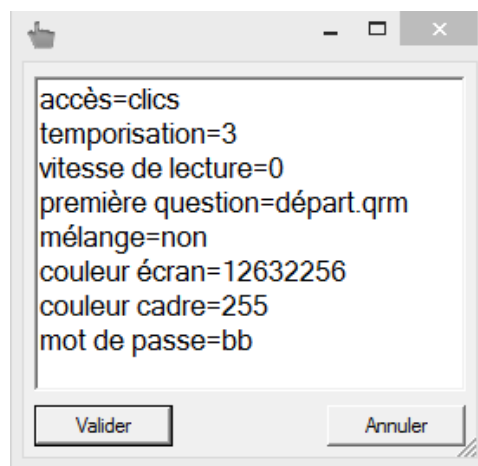 accès=clics
temporisation=3
vitesse de lecture=0
première question=départ.qrm
mélange=non
couleur écran=12632256
couleur cadre=255
mot de passe=bb
Valider
Annuler